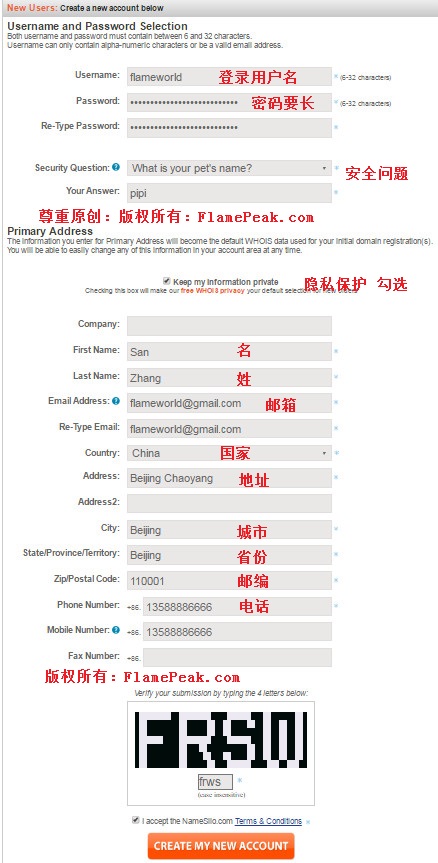 New Users: Create a new account below
Username and Password Selection
Both username and password must contain between 6 and 32 characters.
Username can only contain alpha-numeric characters or be a valid email address.
Username: flameworld 登录用户名 * (6-32 characters)
Password: •••••••••••••••••••••••••• 密码要长 * (6-32 characters)
Re-Type Password: •••••••••••••••••••••••••• *
Security Question: ? What is your pet's name? * 安全问题
Your Answer: pipi *
尊重原创：版权所有：FlamePeak.com
Primary Address
The information you enter for Primary Address will become the default WHOIS data used for your initial domain registration(s).
You will be able to easily change any of this information in your account area at any time.
Keep my information private 隐私保护 勾选
Checking this box will make our free WHOIS privacy your default selection for new orders
Company:
First Name: San 名 *
Last Name: Zhang 姓 *
Email Address: ? flameworld@gmail.com 邮箱 *
Re-Type Email: flameworld@gmail.com *
Country: China 国家 *
Address: Beijing Chaoyang 地址 *
Address2:
City: Beijing 城市 *
State/Province/Territory: Beijing 省份 *
Zip/Postal Code: 110001 邮编 *
Phone Number: +86. 13588886666 电话 *
Mobile Number: ? +86. 13588886666
Fax Number: +86.
版权所有：FlamePeak.com
Verify your submission by typing the 4 letters below:
frws *
(case insensitive)
I accept the NameSilo.com Terms & Conditions *
CREATE MY NEW ACCOUNT